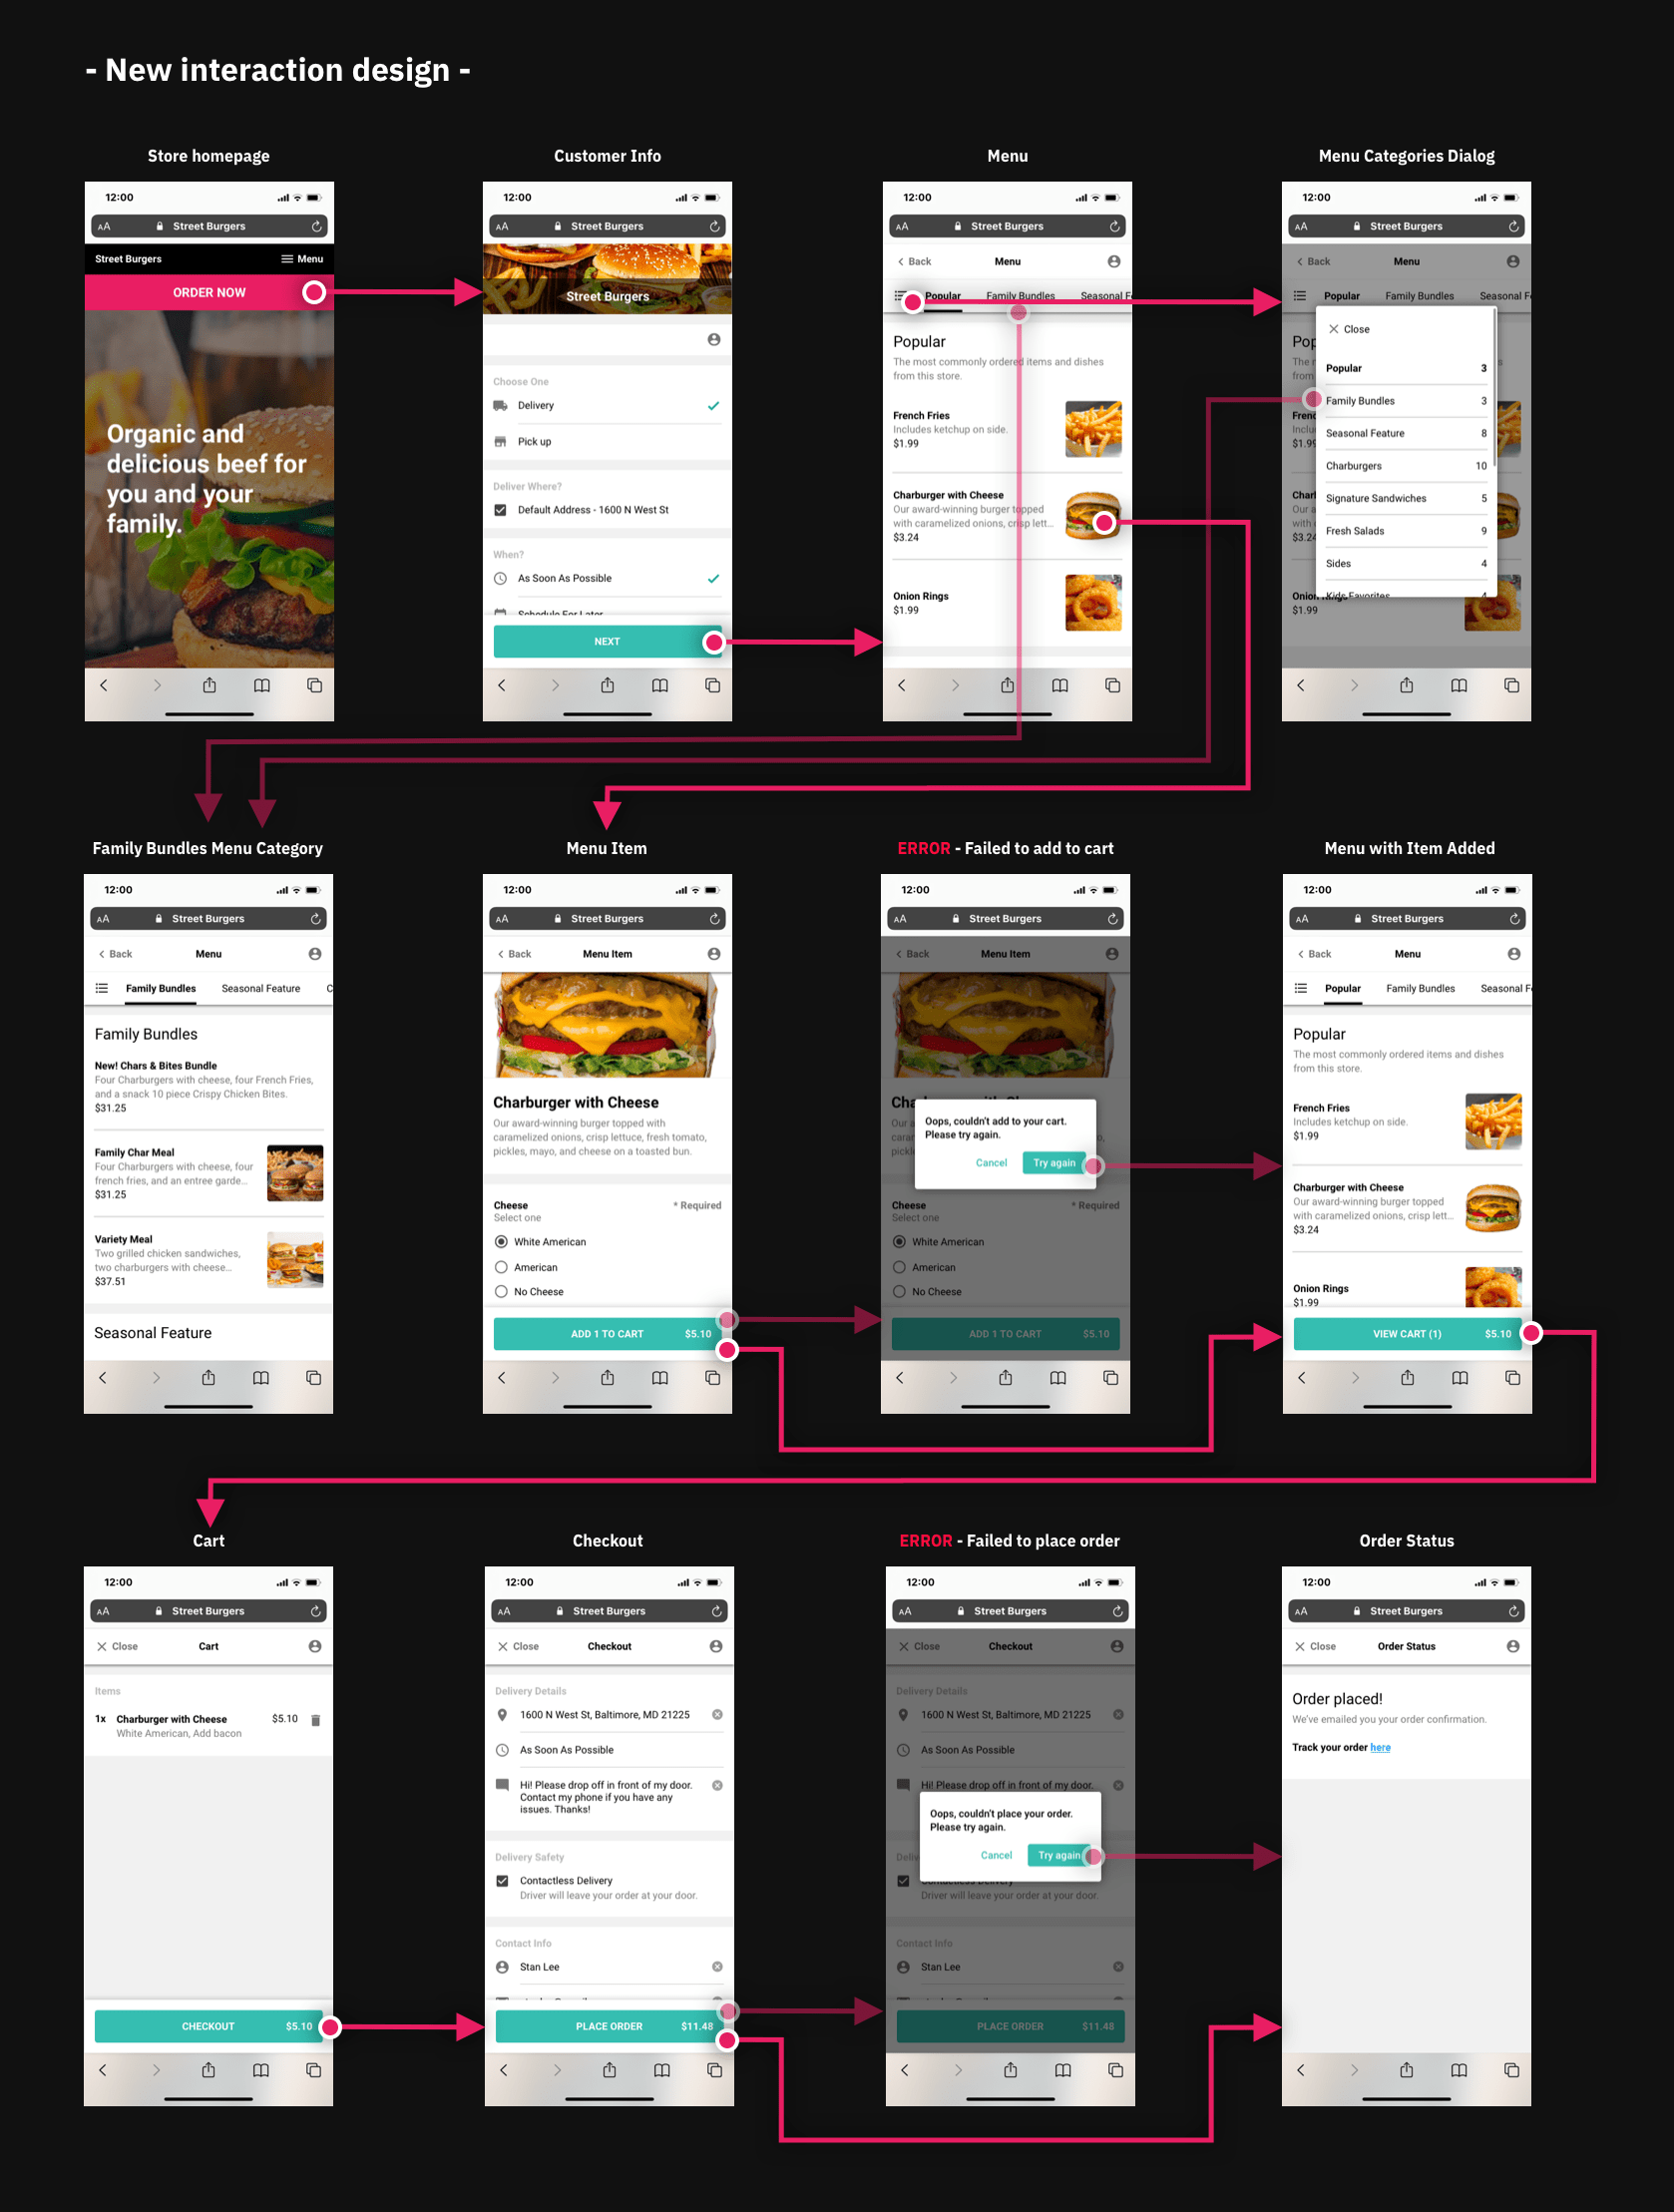 - New interaction design -
Store homepage
12:00
AA Street Burgers
Street Burgers Menu
ORDER NOW
Organic and
delicious beef for
you and your
family.
Customer Info
12:00
AA Street Burgers
Street Burgers
Choose One
Delivery
Pick up
Deliver Where?
Default Address - 1600 N West St
When?
As Soon As Possible
Schedule For Later
NEXT
Menu
12:00
AA Street Burgers
Back Menu
Popular Family Bundles Seasonal F
Popular
The most commonly ordered items and dishes
from this store.
French Fries
Includes ketchup on side.
$1.99
Charburger with Cheese
Our award-winning burger topped
with caramelized onions, crisp lett...
$3.24
Onion Rings
$1.99
Menu Categories Dialog
12:00
AA Street Burgers
Back Menu
Popular Family Bundles Seasonal F
Close
Popular 3
Family Bundles 3
Seasonal Feature 8
Charburgers 10
Signature Sandwiches 5
Fresh Salads 9
Sides 4
Kids Favorites 4
Onion Rings
$1.99
Family Bundles Menu Category
12:00
AA Street Burgers
Back Menu
Family Bundles Seasonal Feature C
Family Bundles
New! Chars & Bites Bundle
Four Charburgers with cheese, four French Fries,
and a snack 10 piece Crispy Chicken Bites.
$31.25
Family Char Meal
Four Charburgers with cheese, four
french fries, and an entree garde...
$31.25
Variety Meal
Two grilled chicken sandwiches,
two charburgers with cheese...
$37.51
Seasonal Feature
Menu Item
12:00
AA Street Burgers
Back Menu Item
Charburger with Cheese
Our award-winning burger topped with
caramelized onions, crisp lettuce, fresh tomato,
pickles, mayo, and cheese on a toasted bun.
Cheese * Required
Select one
White American
American
No Cheese
ADD 1 TO CART $5.10
ERROR - Failed to add to cart
12:00
AA Street Burgers
Back Menu Item
Oops, couldn't add to your cart.
Please try again.
Cancel Try again
Cheese * Required
Select one
White American
American
No Cheese
ADD 1 TO CART $5.10
Menu with Item Added
12:00
AA Street Burgers
Back Menu
Popular Family Bundles Seasonal F
Popular
The most commonly ordered items and dishes
from this store.
French Fries
Includes ketchup on side.
$1.99
Charburger with Cheese
Our award-winning burger topped
with caramelized onions, crisp lett...
$3.24
Onion Rings
$1.99
VIEW CART (1) $5.10
Cart
12:00
AA Street Burgers
Close Cart
Items
1x Charburger with Cheese $5.10
White American, Add bacon
CHECKOUT $5.10
Checkout
12:00
AA Street Burgers
Close Checkout
Delivery Details
1600 N West St, Baltimore, MD 21225
As Soon As Possible
Hi! Please drop off in front of my door.
Contact my phone if you have any
issues. Thanks!
Delivery Safety
Contactless Delivery
Driver will leave your order at your door.
Contact Info
Stan Lee
PLACE ORDER $11.48
ERROR - Failed to place order
12:00
AA Street Burgers
Close Checkout
Delivery Details
1600 N West St, Baltimore, MD 21225
As Soon As Possible
Hi! Please drop off in front of my door.
Oops, couldn't place your order.
Please try again.
Cancel Try again
Contactless Delivery
Driver will leave your order at your door.
Contact Info
Stan Lee
PLACE ORDER $11.48
Order Status
12:00
AA Street Burgers
Close Order Status
Order placed!
We've emailed you your order confirmation.
Track your order here